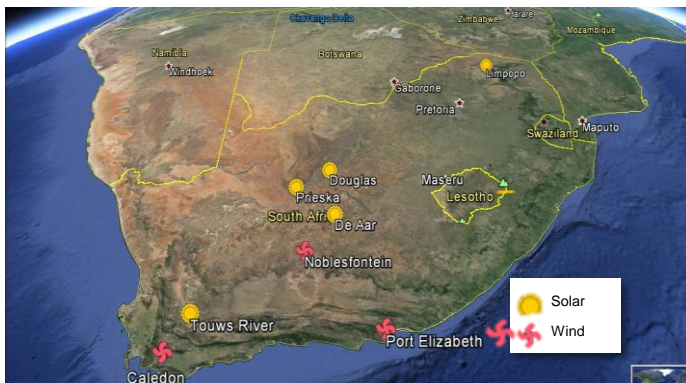 Okavango Delta
Zimbabwe
Harare
Mozambique
Namibia
Windhoek
Botswana
Limpopo
Gaborone
Pretoria
Swaziland
Maputo
Douglas
Maseru
Prieska
Lesotho
South Afri
De Aar
Noblesfontein
Solar
Touws River
Wind
Port Elizabeth
Caledon